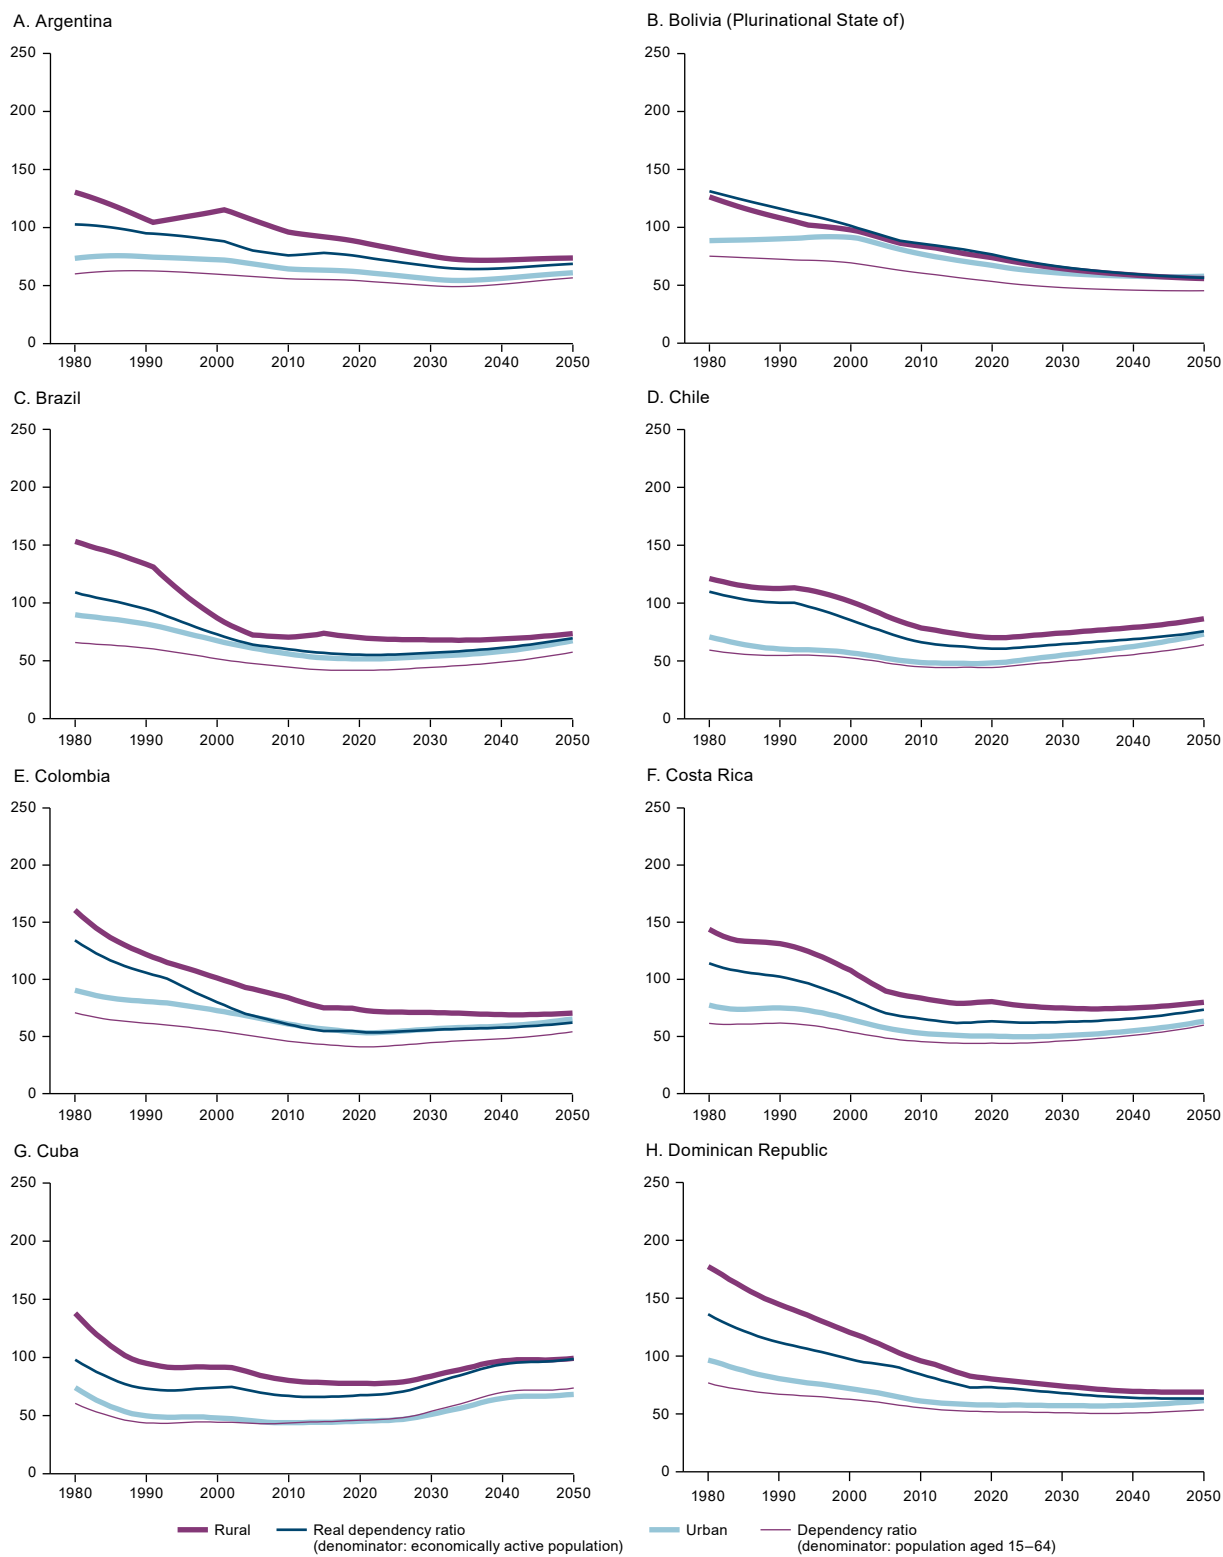 A. Argentina
250
200
150
100
50
0
1980 1990 2000 2010 2020 2030 2040 2050
B. Bolivia (Plurinational State of)
250
200
150
100
50
0
1980 1990 2000 2010 2020 2030 2040 2050
C. Brazil
250
200
150
100
50
0
1980 1990 2000 2010 2020 2030 2040 2050
D. Chile
250
200
150
100
50
0
1980 1990 2000 2010 2020 2030 2040 2050
E. Colombia
250
200
150
100
50
0
1980 1990 2000 2010 2020 2030 2040 2050
F. Costa Rica
250
200
150
100
50
0
1980 1990 2000 2010 2020 2030 2040 2050
G. Cuba
250
200
150
100
50
0
1980 1990 2000 2010 2020 2030 2040 2050
H. Dominican Republic
250
200
150
100
50
0
1980 1990 2000 2010 2020 2030 2040 2050
Rural
Real dependency ratio
(denominator: economically active population)
Urban
Dependency ratio
(denominator: population aged 15–64)